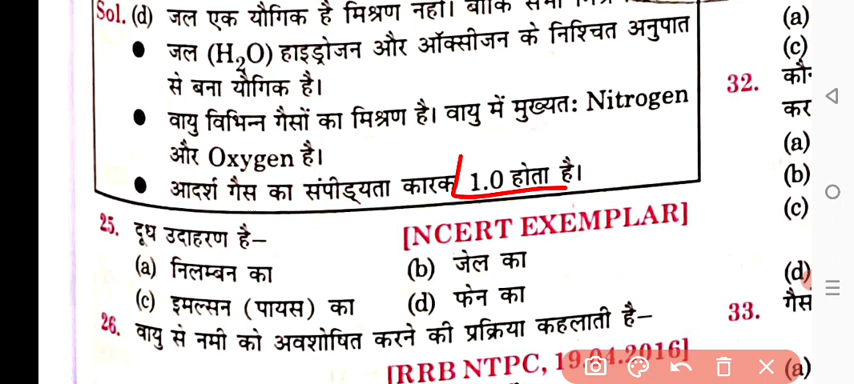 Sol. (d) जल एक यौगिक है मिश्रण नहीं। बाकि सभी
● जल (H₂O) हाइड्रोजन और ऑक्सीजन के निश्चित अनुपात
से बना यौगिक है।
● वायु विभिन्न गैसों का मिश्रण है। वायु में मुख्यत: Nitrogen
और Oxygen है।
● आदर्श गैस का संपीड्यता कारक 1.0 होता है।
25. दूध उदाहरण है–
[NCERT EXEMPLAR]
(a) निलम्बन का (b) जेल का
(c) इमल्सन (पायस) का (d) फेन का
26. वायु से नमी को अवशोषित करने की प्रक्रिया कहलाती है–
[RRB NTPC, 19.04.2016]
(a)
(c)
32. कौ
कर
(a)
(b)
(c)
(d)
33. गैस
(a)